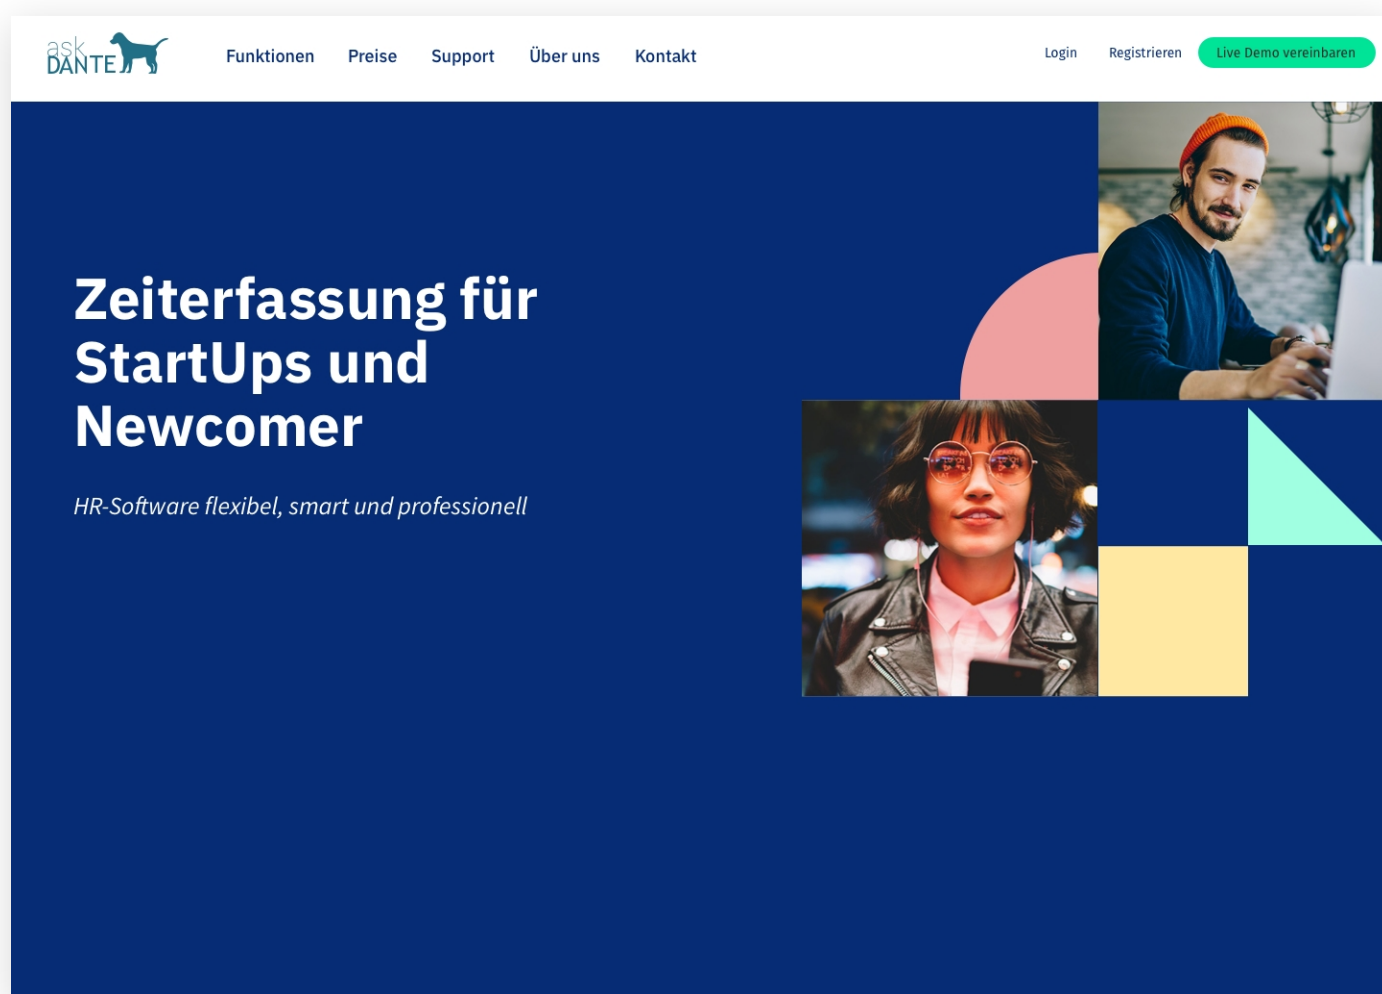 ask
DANTE
Funktionen Preise Support Über uns Kontakt
Login Registrieren Live Demo vereinbaren
Zeiterfassung für
StartUps und
Newcomer
HR-Software flexibel, smart und professionell